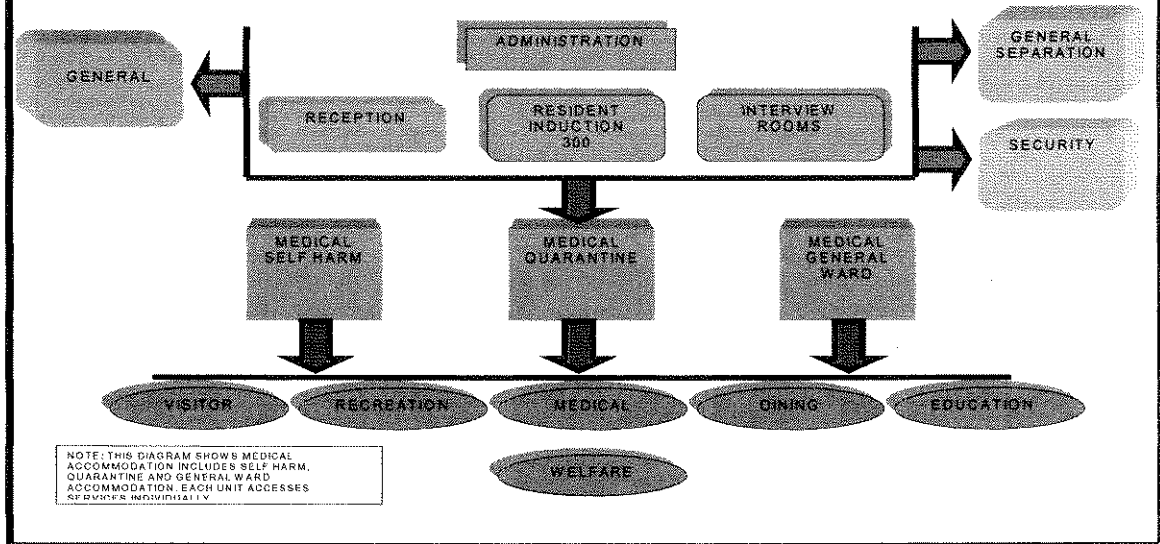 ADMINISTRATION
GENERAL
GENERAL
SEPARATION
RECEPTION
RESIDENT
INDUCTION
300
INTERVIEW
ROOMS
SECURITY
MEDICAL
SELF HARM
MEDICAL
QUARANTINE
MEDICAL
GENERAL
WARD
VISITOR
RECREATION
MEDICAL
DINING
EDUCATION
WELFARE
NOTE: THIS DIAGRAM SHOWS MEDICAL
ACCOMMODATION INCLUDES SELF HARM,
QUARANTINE AND GENERAL WARD
ACCOMMODATION. EACH UNIT ACCESSES
SERVICES INDIVIDUALLY